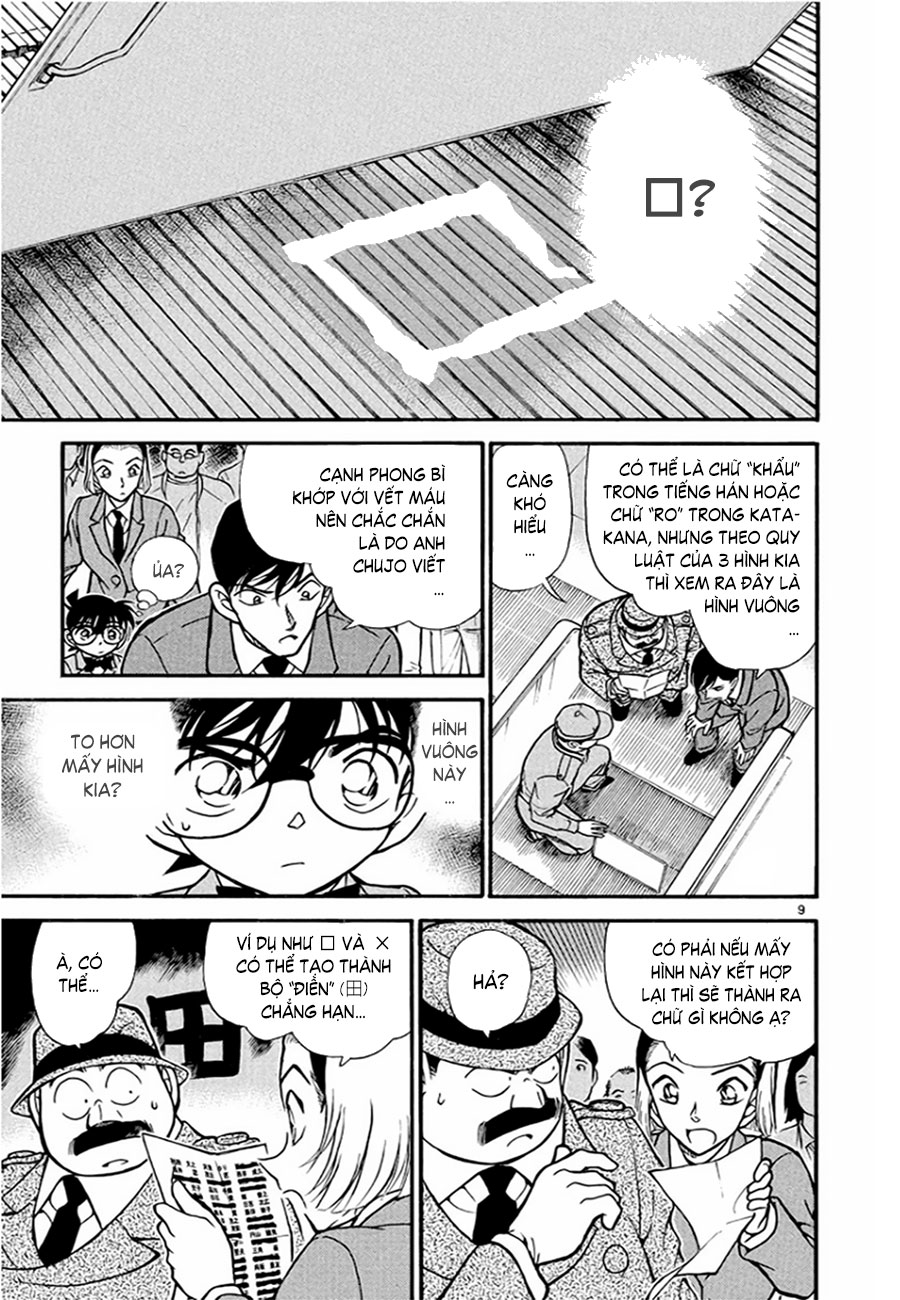 □?
CÓ THỂ LÀ CHỮ "KHẨU"
TRONG TIẾNG HÁN HOẶC
CHỮ "RO" TRONG KATA-
KANA, NHƯNG THEO QUY
LUẬT CỦA 3 HÌNH KIA
THÌ XEM RA ĐÂY LÀ
HÌNH VUÔNG
...
CÀNG
KHÓ
HIỂU
...
CẠNH PHONG BÌ
KHỚP VỚI VẾT MÁU
NÊN CHẮC CHẮN
LÀ DO ANH
CHUJO VIẾT
...
ỦA?
HÌNH
VUÔNG
NÀY
...
TO HƠN
MẤY HÌNH
KIA?
9
CÓ PHẢI NẾU MẤY
HÌNH NÀY KẾT HỢP
LẠI THÌ SẼ THÀNH RA
CHỮ GÌ KHÔNG Ạ?
HẢ?
VÍ DỤ NHƯ □ VÀ ×
CÓ THỂ TẠO THÀNH
BỘ "ĐIỀN" (田)
CHẲNG HẠN...
À, CÓ
THỂ...
田